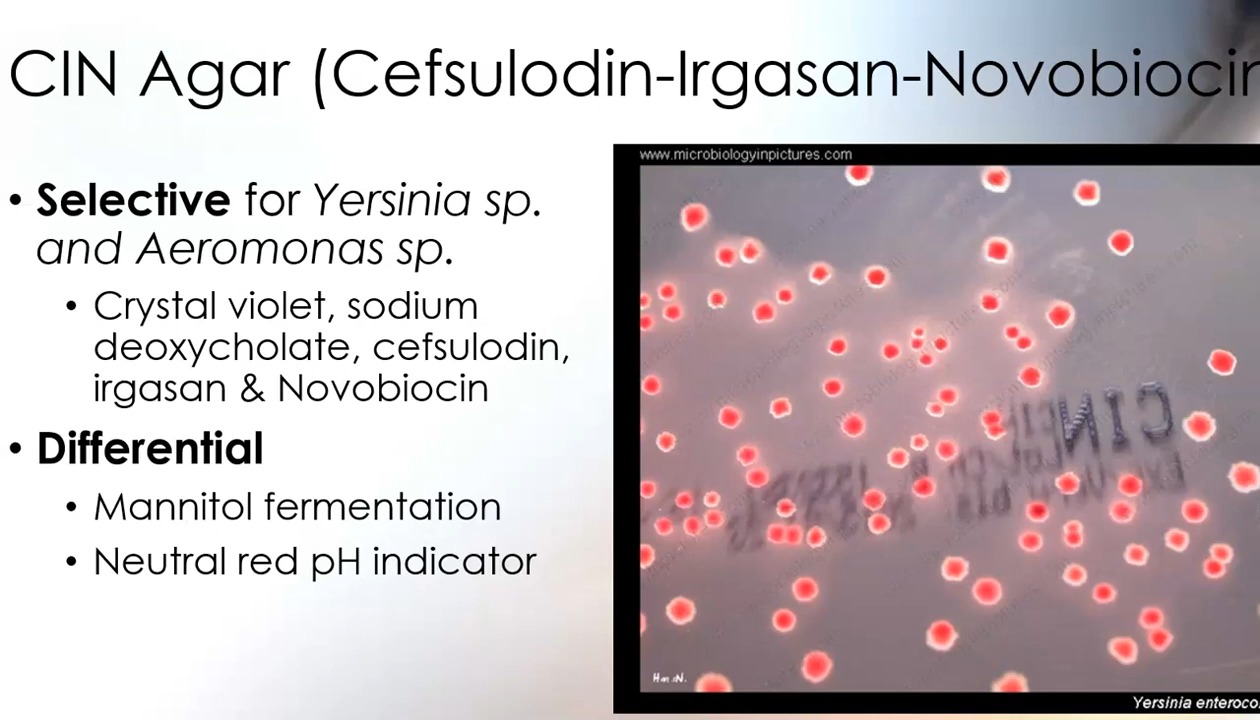 CIN Agar (Cefsulodin-Irgasan-Novobiocin
www.microbiologyinpictures.com
• Selective for Yersinia sp.
and Aeromonas sp.
• Crystal violet, sodium
deoxycholate, cefsulodin,
irgasan & Novobiocin
• Differential
• Mannitol fermentation
• Neutral red pH indicator
CIN
Yersinia enteroco